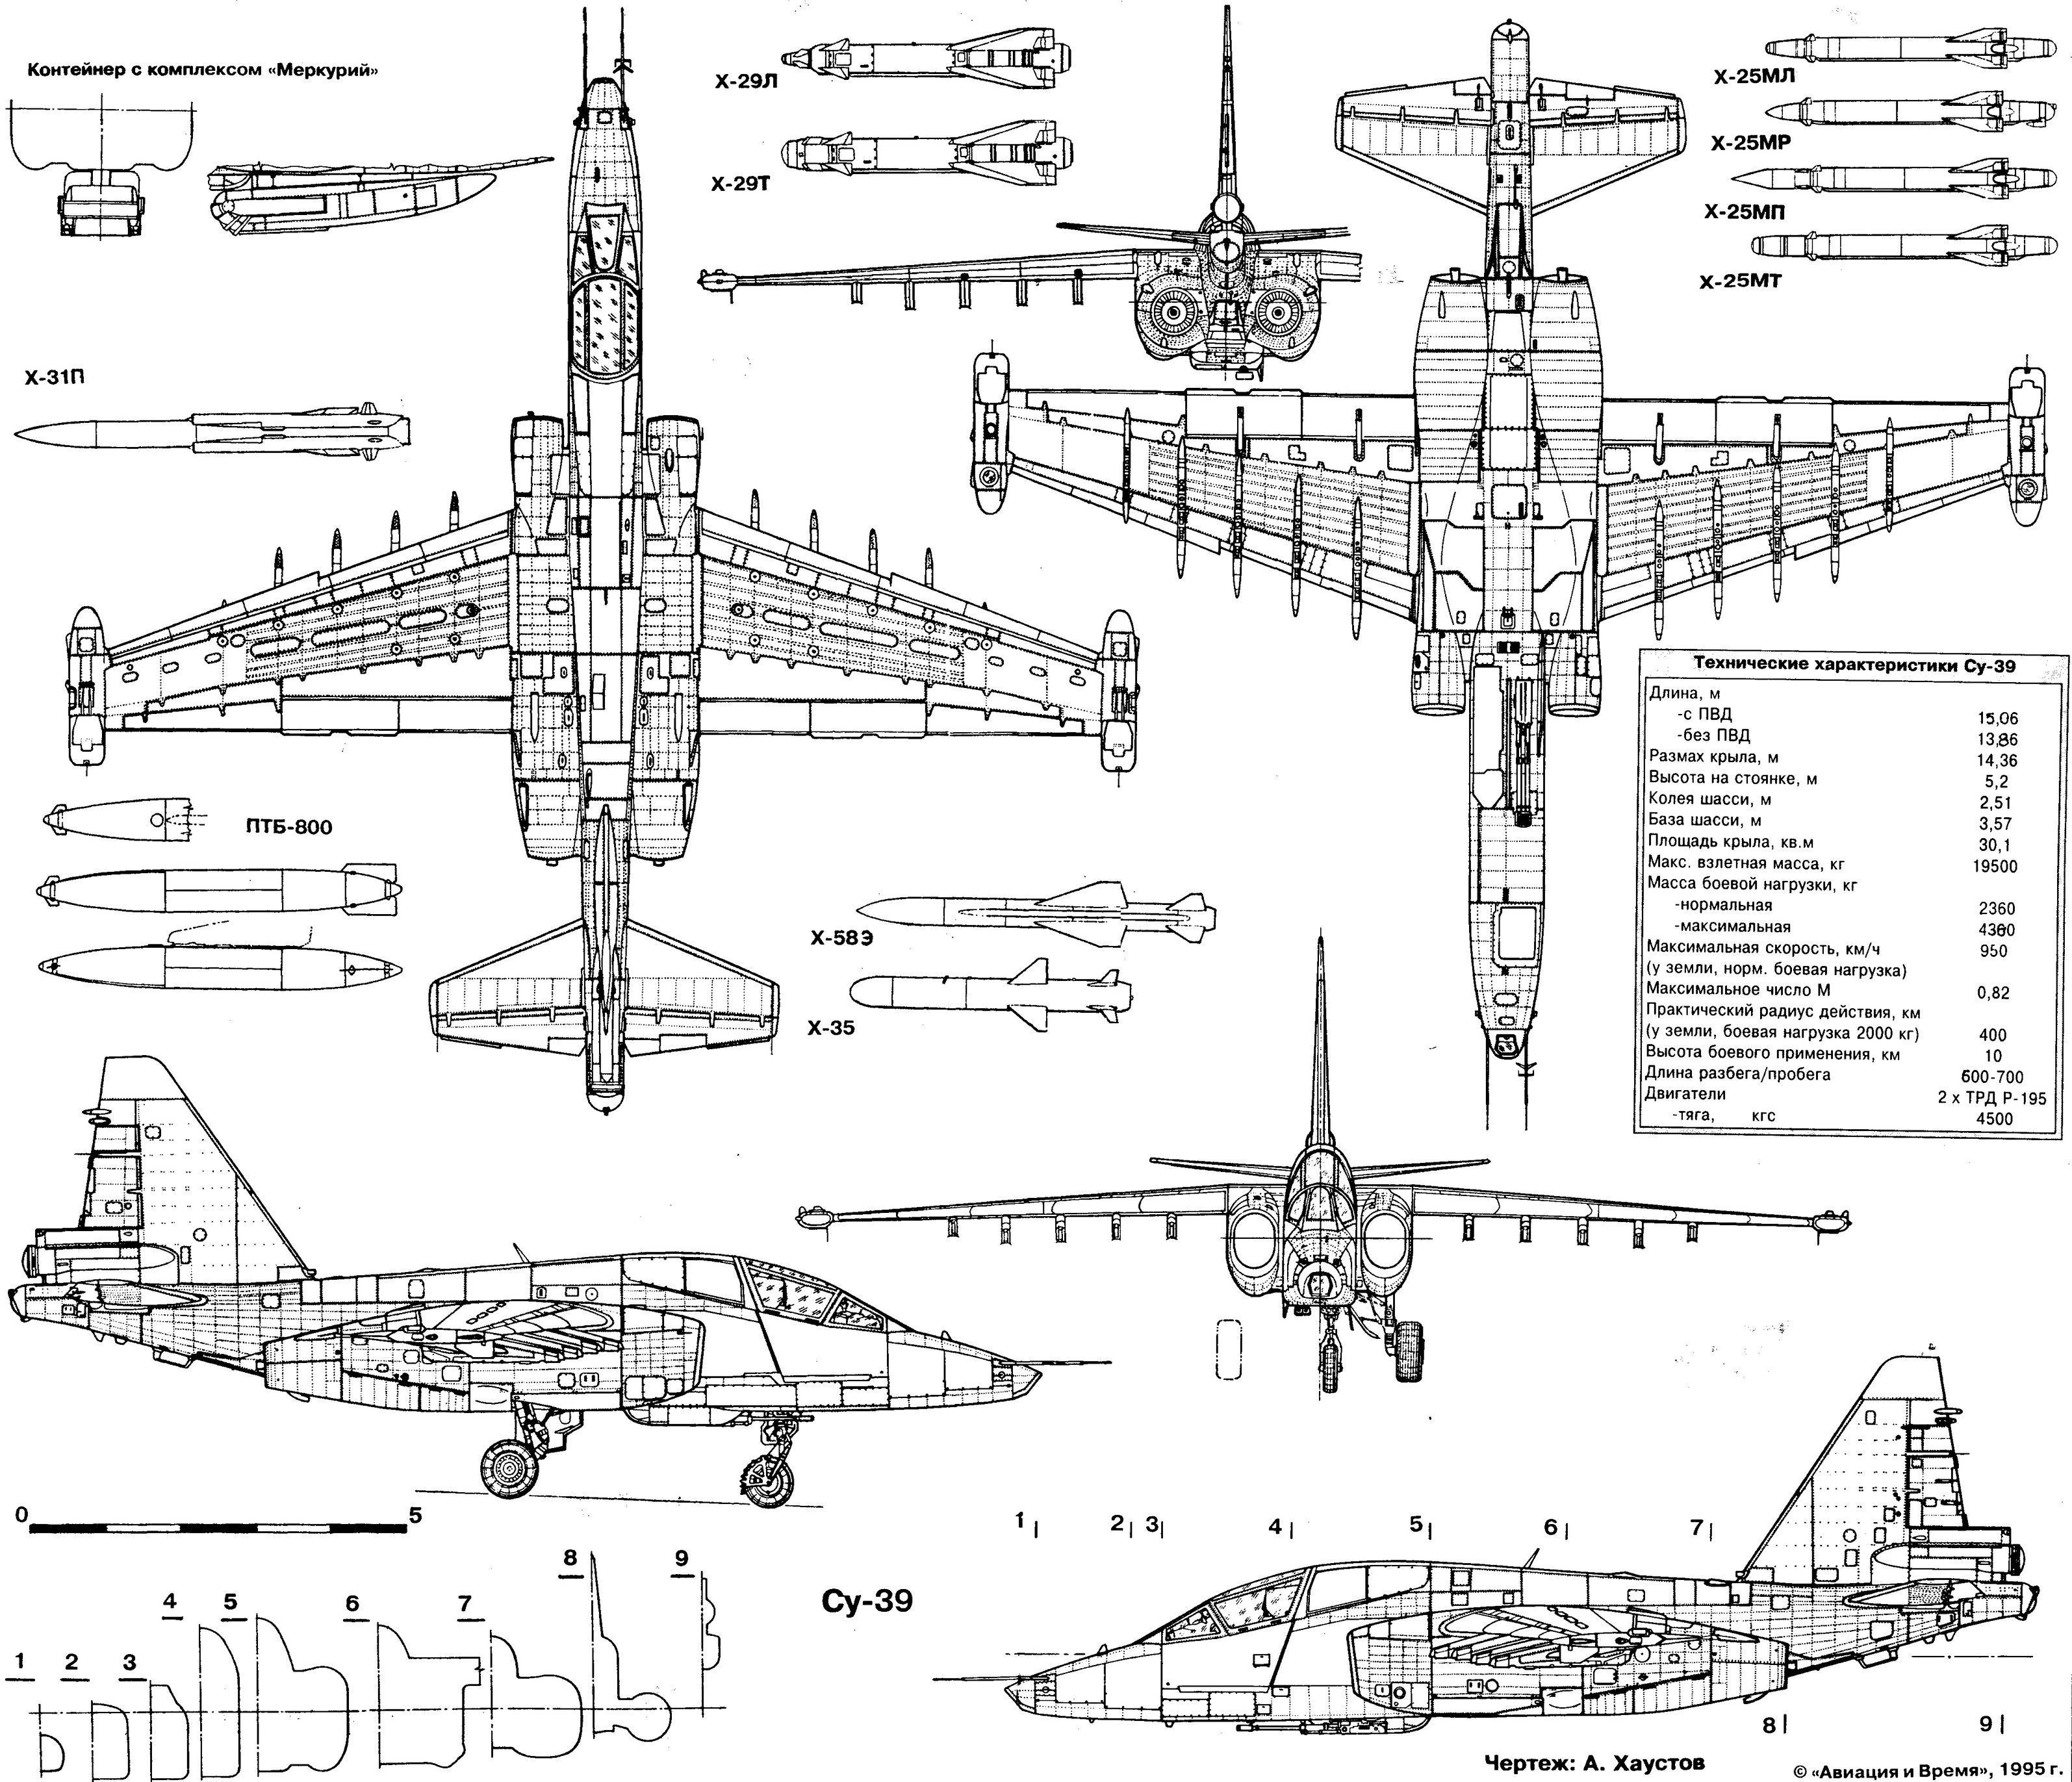 Контейнер с комплексом «Меркурий»
Х-29Л
Х-29Т
Х-25МЛ
Х-25МР
Х-25МП
Х-25МТ
Х-31П
ПТБ-800
Х-58Э
Х-35
Технические характеристики Су-39
Длина, м
-с ПВД 15,06
-без ПВД
Размах крыла, м 14,36
Высота на стоянке, м 5,2
Колея шасси, м 2,51
База шасси, м 3,57
Площадь крыла, кв.м 30,1
Макс. взлетная масса, кг 19500
Масса боевой нагрузки, кг
-нормальная 2360
-максимальная
Максимальная скорость, км/ч 950
(у земли, норм. боевая нагрузка)
Максимальное число М 0,82
Практический радиус действия, км
(у земли, боевая нагрузка 2000 кг) 400
Высота боевого применения, км 10
Длина разбега/пробега 600-700
Двигатели 2 х ТРД Р-195
-тяга, кгс 4500
0 5
1 2 3 4 5 6 7
8 9
4 5 6 7
1 2 3
Су-39
8 9
Чертеж: А. Хаустов
© «Авиация и Время», 1995 г.